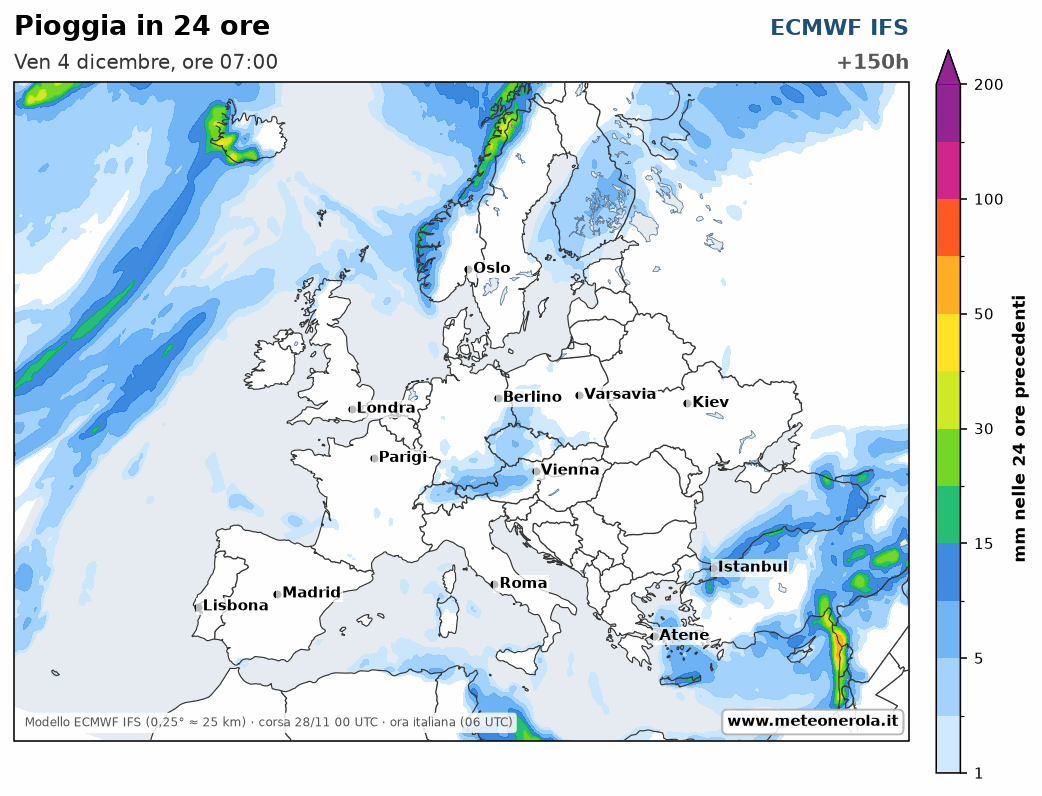 Pioggia in 24 ore
ECMWF IFS
Ven 4 dicembre, ore 07:00
+150h
200
100
50
30
15
5
1
mm nelle 24 ore precedenti
Oslo
Berlino
Varsavia
Kiev
Londra
Parigi
Vienna
Istanbul
Roma
Madrid
Lisbona
Atene
Modello ECMWF IFS (0,25° ≈ 25 km) · corsa 28/11 00 UTC · ora italiana (06 UTC)
www.meteonerola.it